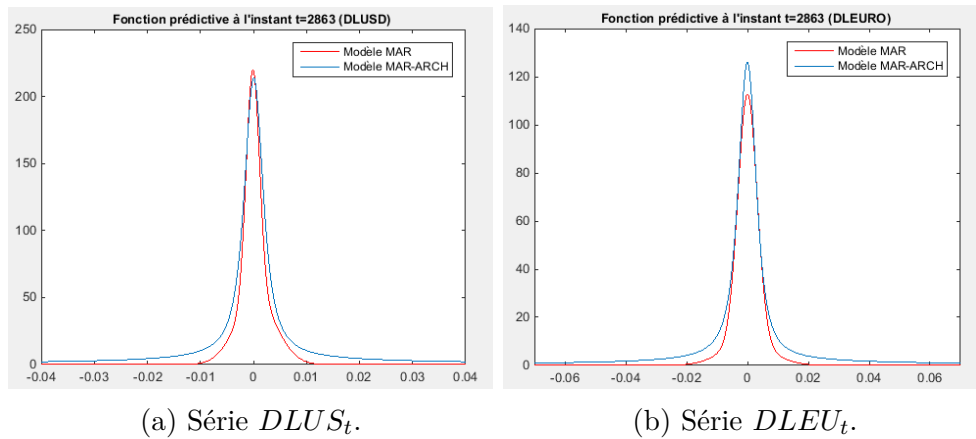 Fonction prédictive à l'instant t=2863 (DLUSD)
250
200
150
100
50
0
-0.04 -0.03 -0.02 -0.01 0 0.01 0.02 0.03 0.04
Modèle MAR
Modèle MAR-ARCH
(a) Série DLUS_t.
Fonction prédictive à l'instant t=2863 (DLEURO)
140
120
100
80
60
40
20
0
-0.06 -0.04 -0.02 0 0.02 0.04 0.06
Modèle MAR
Modèle MAR-ARCH
(b) Série DLEU_t.